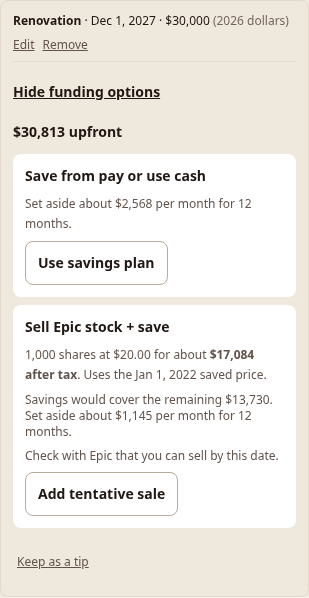 Renovation · Dec 1, 2027 · $30,000 (2026 dollars)
Edit Remove
Hide funding options
$30,813 upfront
Save from pay or use cash
Set aside about $2,568 per month for 12
months.
Use savings plan
Sell Epic stock + save
1,000 shares at $20.00 for about $17,084
after tax. Uses the Jan 1, 2022 saved price.
Savings would cover the remaining $13,730.
Set aside about $1,145 per month for 12
months.
Check with Epic that you can sell by this date.
Add tentative sale
Keep as a tip